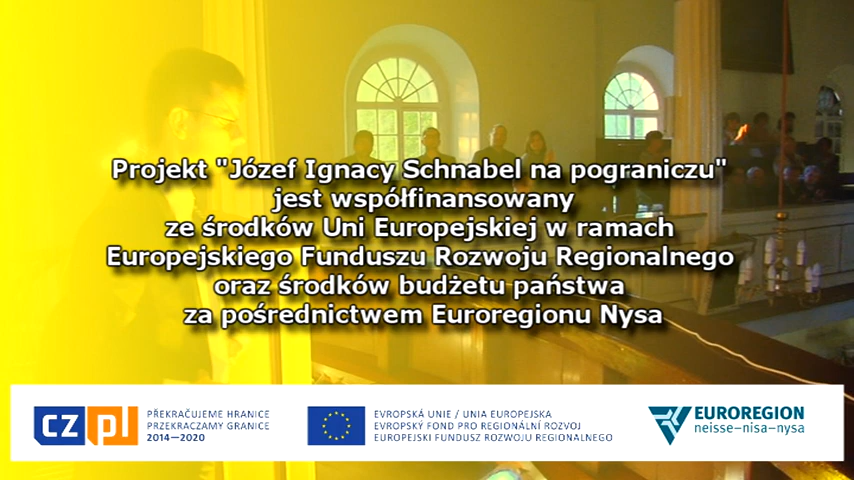 Projekt "Józef Ignacy Schnabel na pograniczu"
jest współfinansowany
ze środków Uni Europejskiej w ramach
Europejskiego Funduszu Rozwoju Regionalnego
oraz środków budżetu państwa
za pośrednictwem Euroregionu Nysa
cz pl
PŘEKRAČUJEME HRANICE
PRZEKRACZAMY GRANICE
2014—2020
EVROPSKÁ UNIE / UNIA EUROPEJSKA
EVROPSKÝ FOND PRO REGIONÁLNÍ ROZVOJ
EUROPEJSKI FUNDUSZ ROZWOJU REGIONALNEGO
EUROREGION
neisse–nisa–nysa